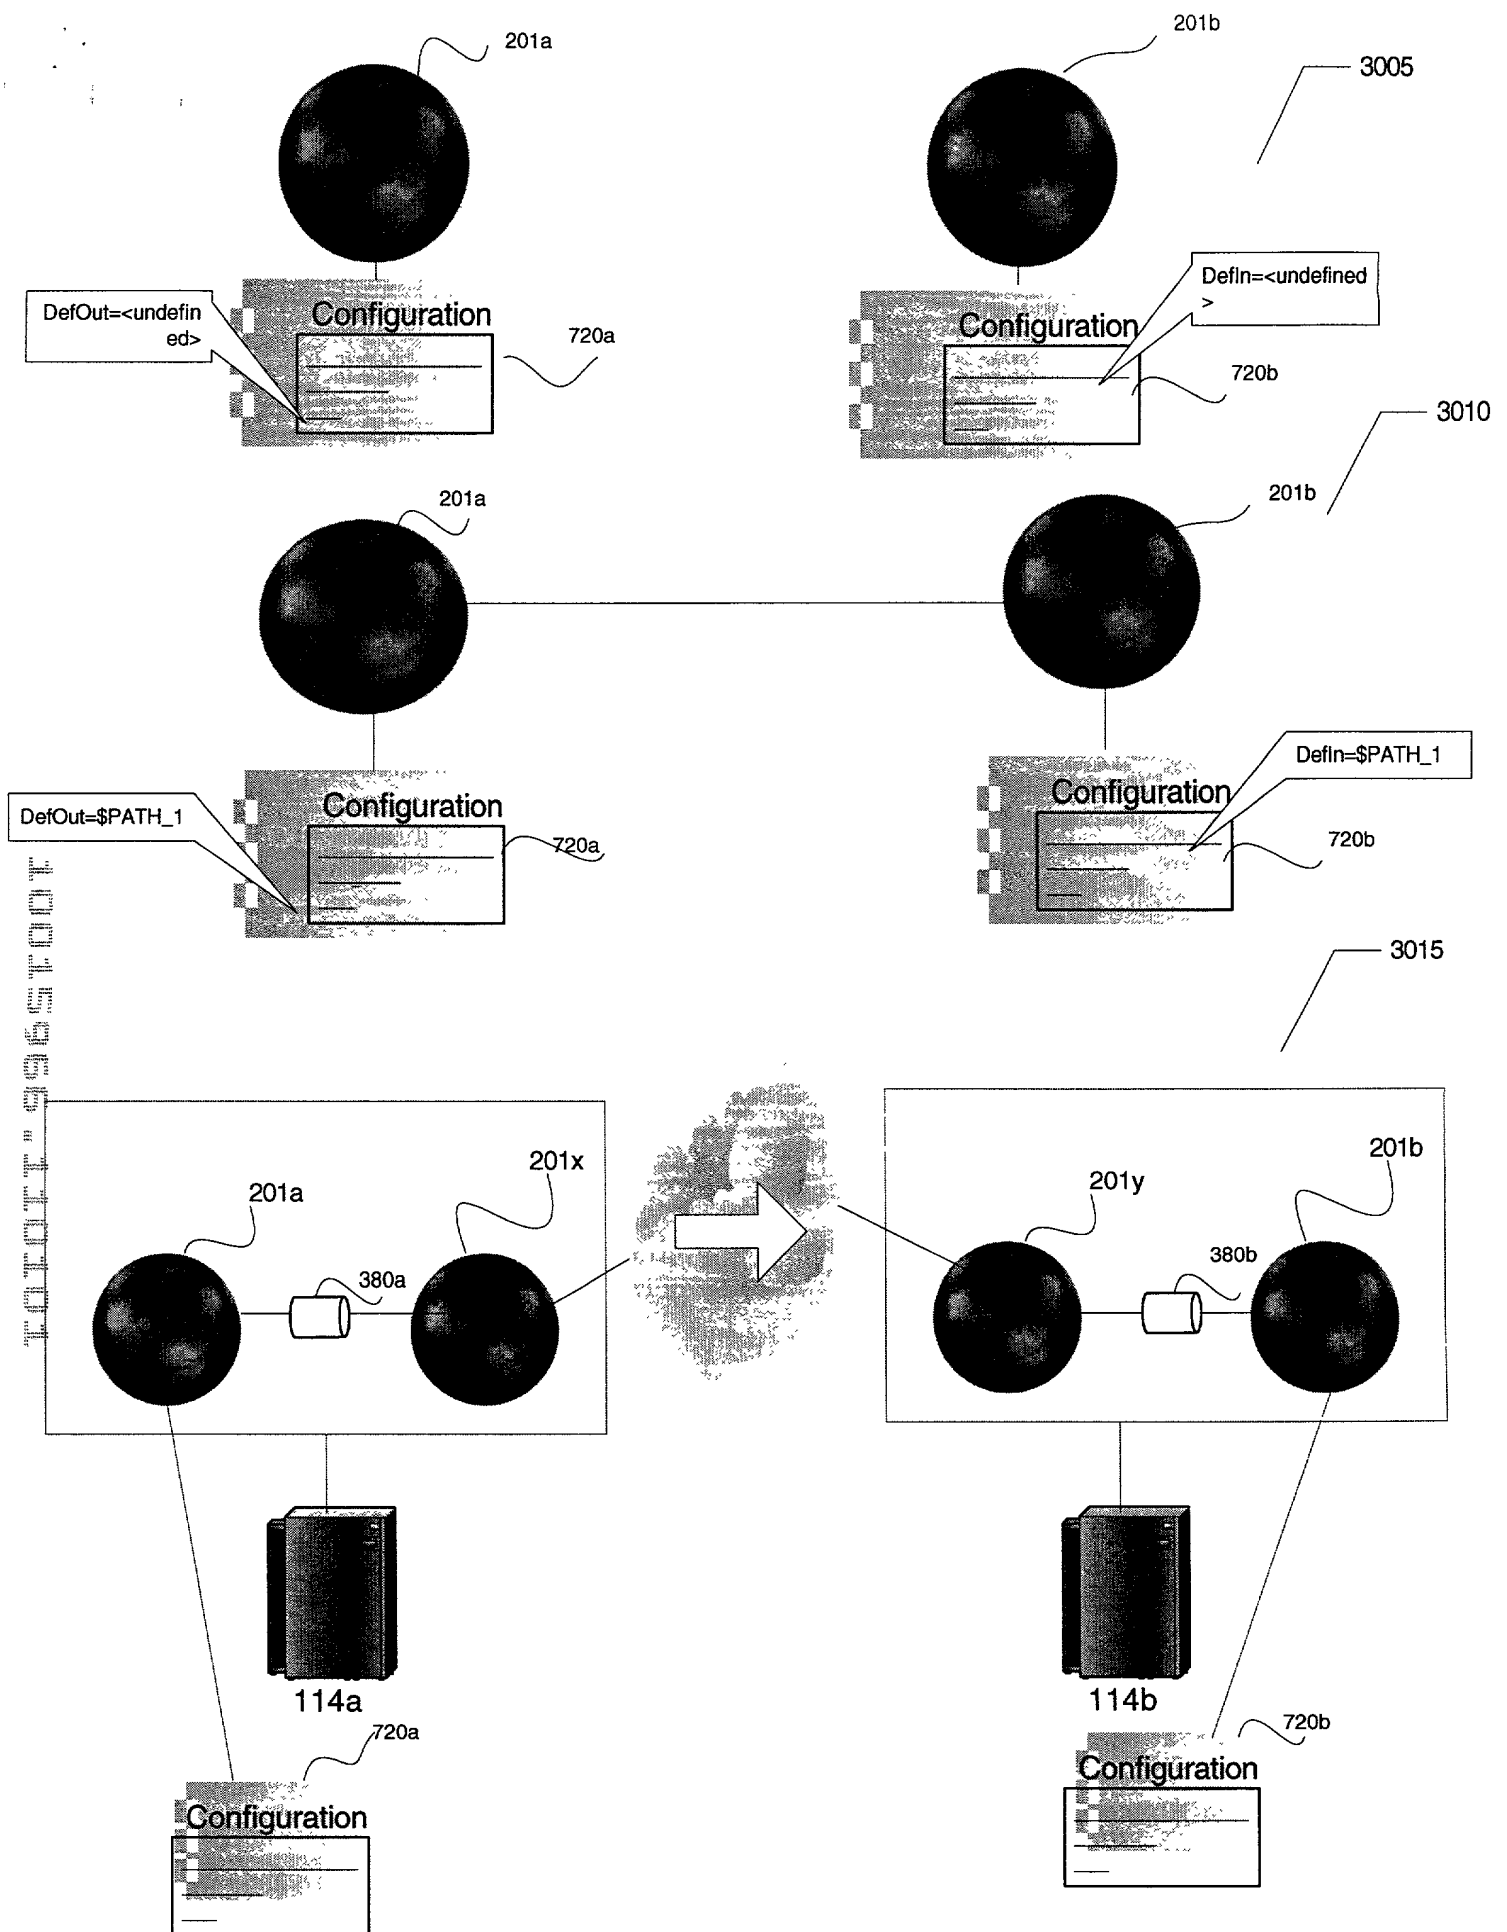 201a
201b
3005
DefOut=<undefin
ed>
Configuration
720a
DefIn=<undefined
>
Configuration
720b
3010
201a
201b
DefOut=$PATH_1
Configuration
720a
DefIn=$PATH_1
Configuration
720b
3015
201a
201x
380a
201y
201b
380b
114a
114b
720a
Configuration
720b
Configuration